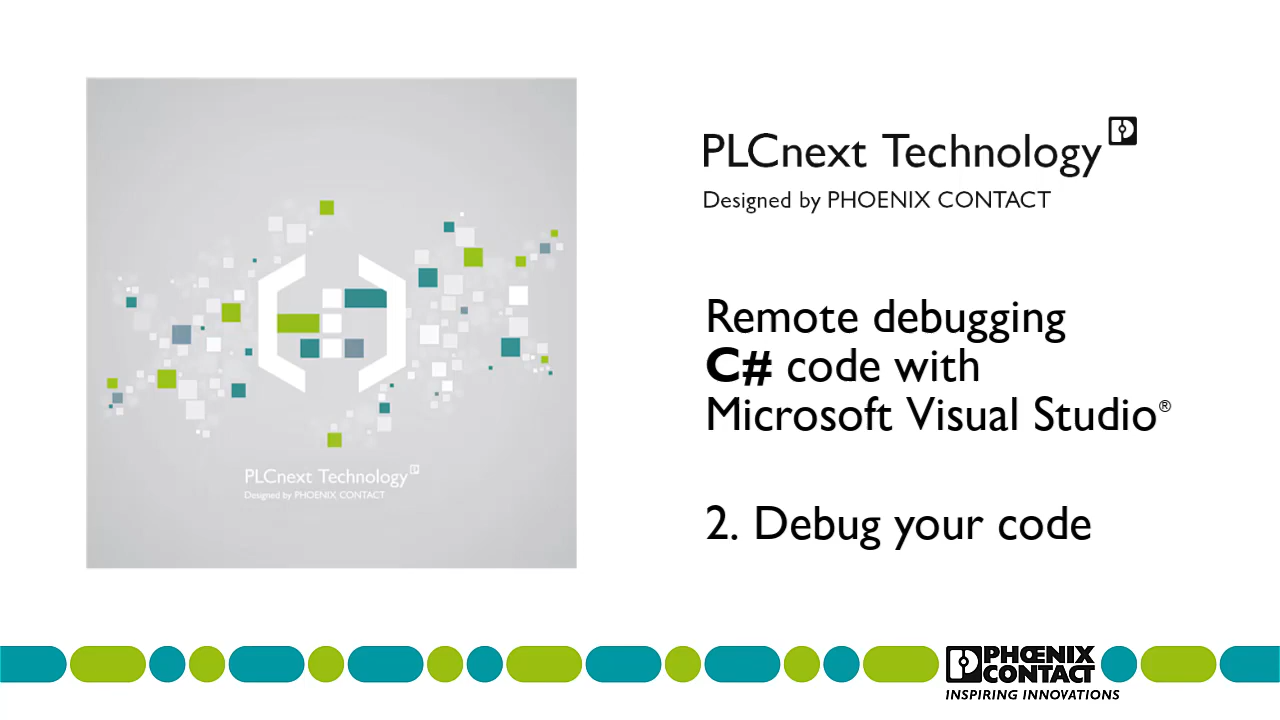 PLCnext Technology
Designed by PHOENIX CONTACT
PLCnext Technology
Designed by PHOENIX CONTACT
Remote debugging
C# code with
Microsoft Visual Studio®
2. Debug your code
PHŒNIX
CONTACT
INSPIRING INNOVATIONS